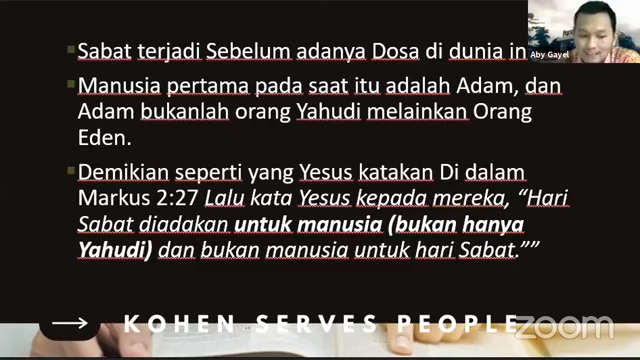 Sabat terjadi Sebelum adanya Dosa di dunia in
Aby Gayel
Manusia pertama pada saat itu adalah Adam, dan
Adam bukanlah orang Yahudi melainkan Orang
Eden.
Demikian seperti yang Yesus katakan Di dalam
Markus 2:27 Lalu kata Yesus kepada mereka, “Hari
Sabat diadakan untuk manusia (bukan hanya
Yahudi) dan bukan manusia untuk hari Sabat.””
KOHEN SERVES PEOPLE
zoom